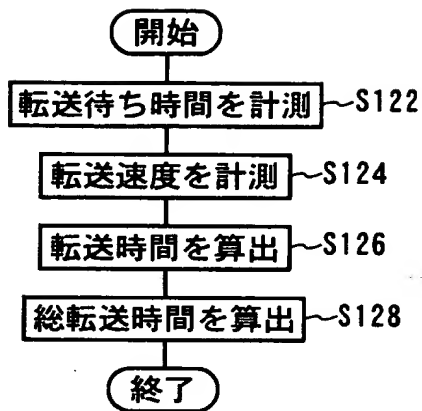 開始
転送待ち時間を計測 S122
転送速度を計測 S124
転送時間を算出 S126
総転送時間を算出 S128
終了